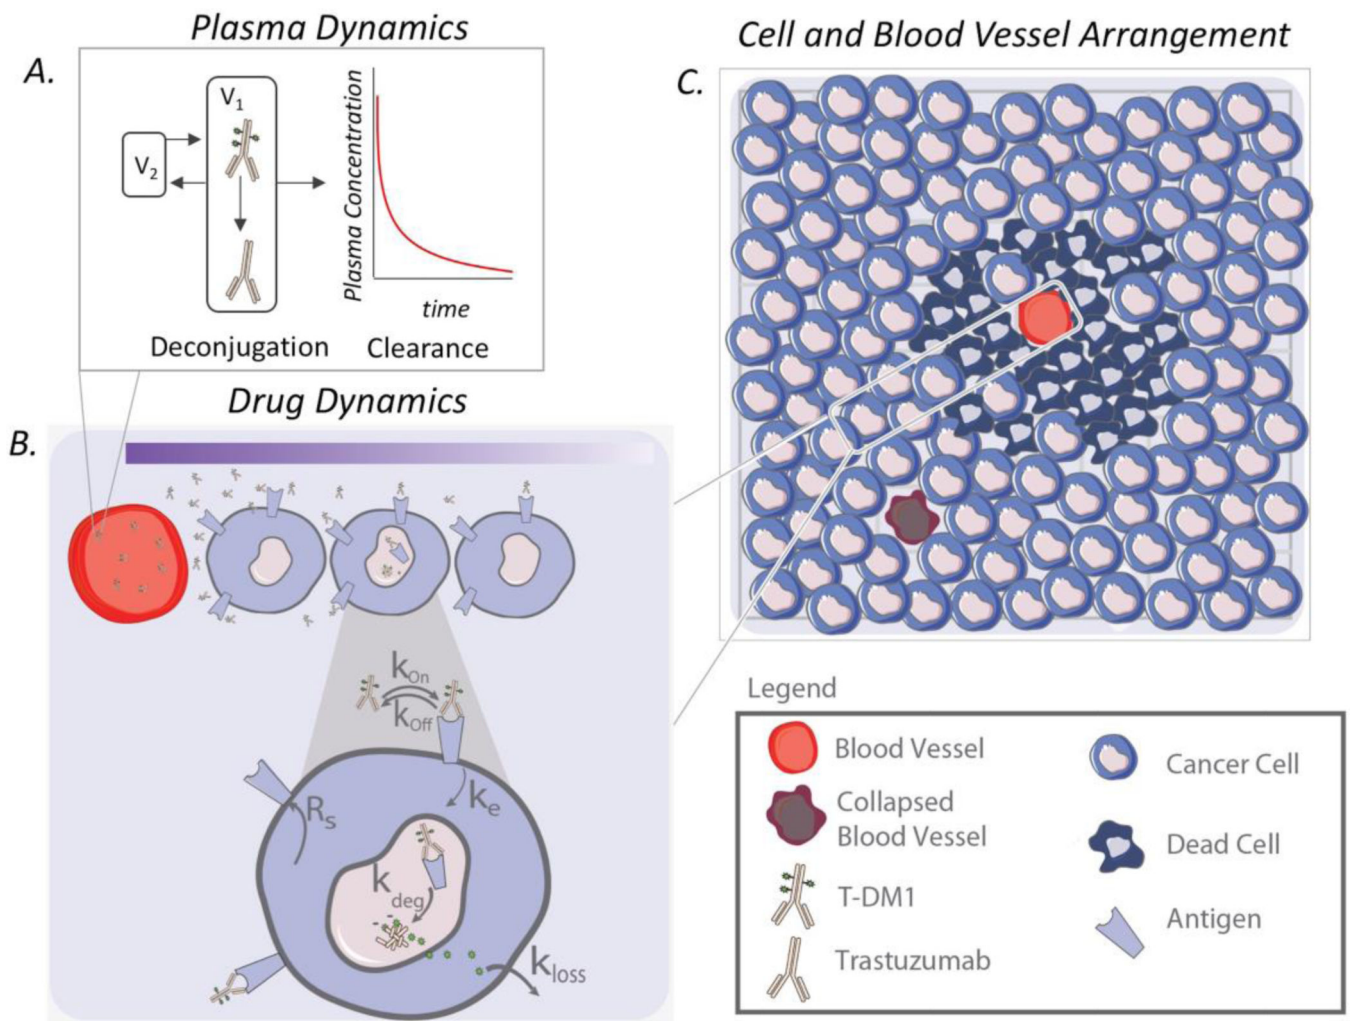 Plasma Dynamics
A.
V1
V2
Plasma Concentration
time
Deconjugation
Clearance
Drug Dynamics
B.
kOn
kOff
Rs
ke
kdeg
kloss
Cell and Blood Vessel Arrangement
C.
Legend
Blood Vessel
Collapsed
Blood Vessel
T-DM1
Trastuzumab
Cancer Cell
Dead Cell
Antigen